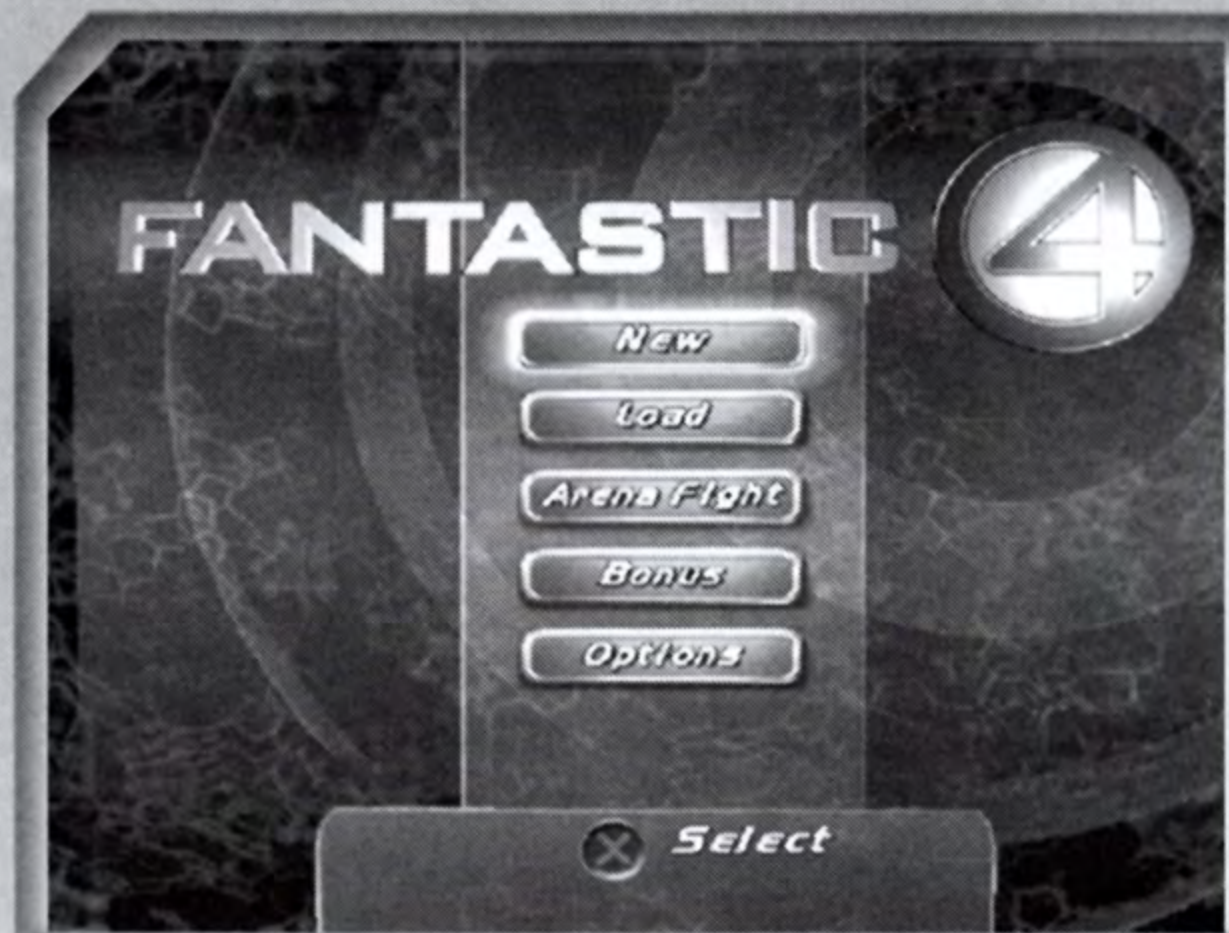 FANTASTIC 4
New
Load
Arena Fight
Bonus
Options
Select